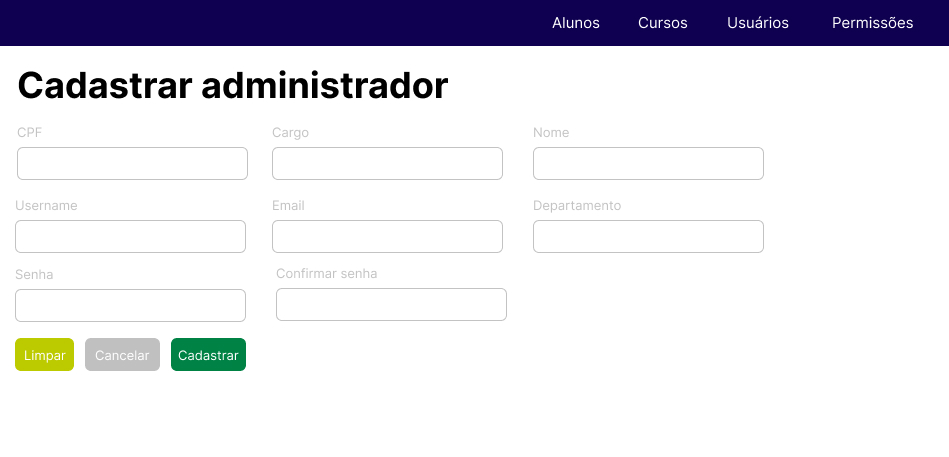 Alunos Cursos Usuários Permissões
Cadastrar administrador
CPF Cargo Nome
Username Email Departamento
Senha Confirmar senha
Limpar Cancelar Cadastrar